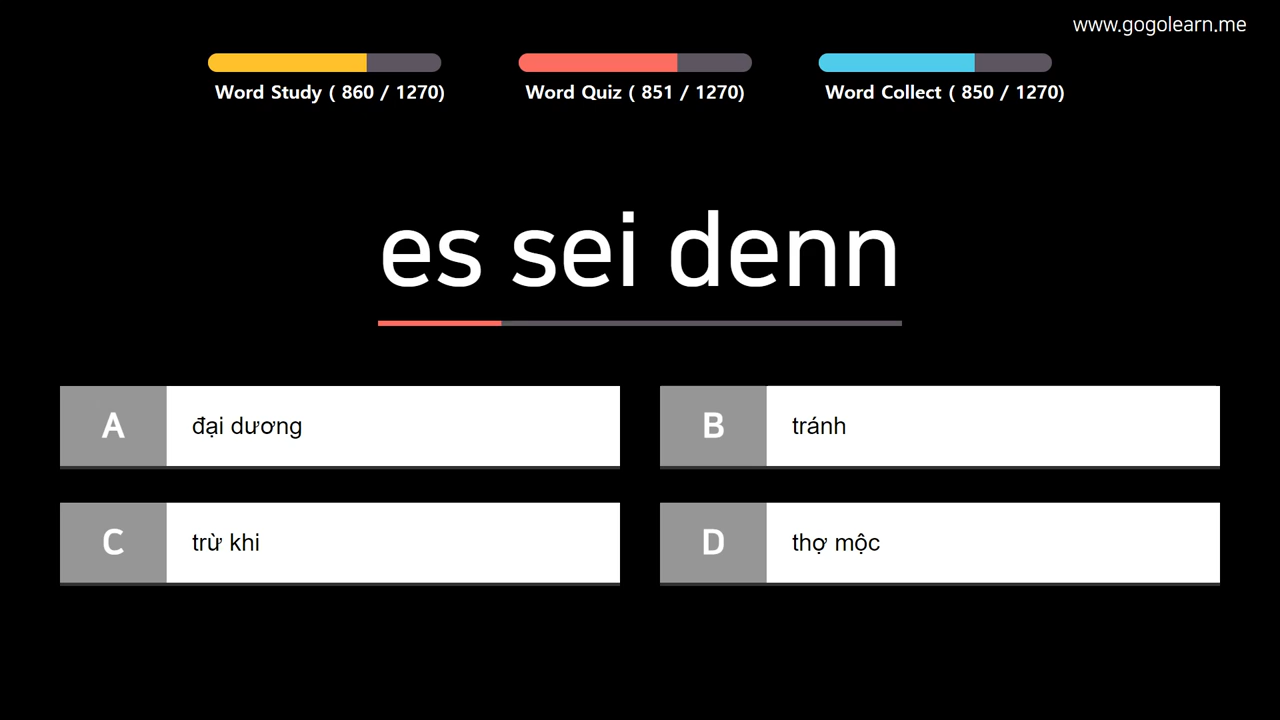 www.gogolearn.me
Word Study ( 860 / 1270)
Word Quiz ( 851 / 1270)
Word Collect ( 850 / 1270)
es sei denn
A đại dương
B tránh
C trừ khi
D thợ mộc